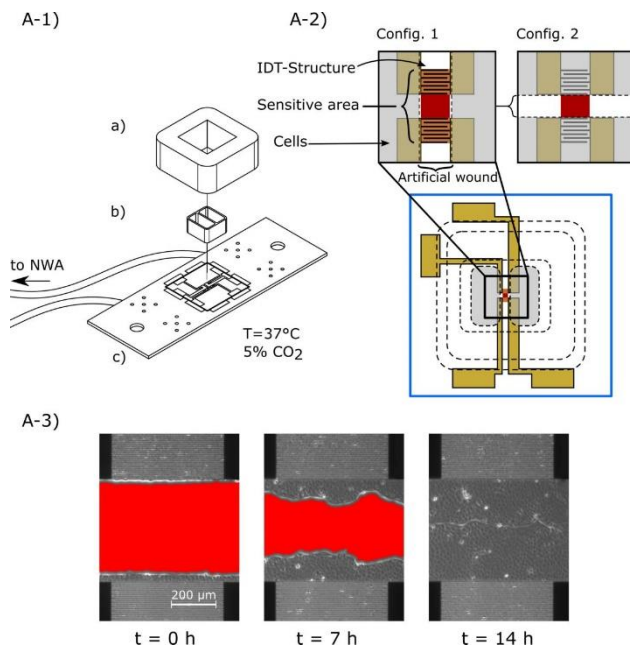 A-1)
A-2)
Config. 1
Config. 2
IDT-Structure
Sensitive area
Cells
Artificial wound
a)
b)
to NWA
c)
T=37°C
5% CO2
A-3)
200 μm
t = 0 h
t = 7 h
t = 14 h